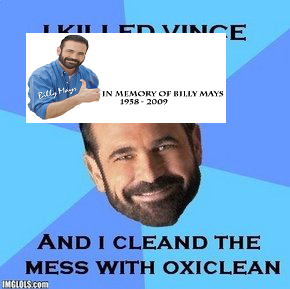 I KILLED VINCE
Billy Mays
IN MEMORY OF BILLY MAYS
1958 - 2009
AND I CLEAND THE
MESS WITH OXICLEAN
IMGLOLS.com